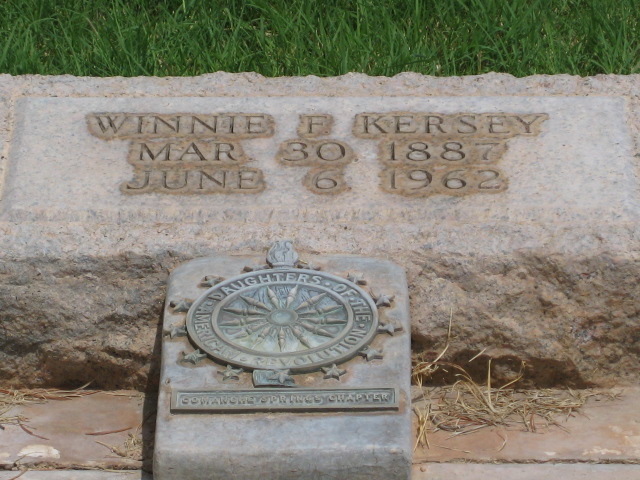 WINNIE F KERSEY
MAR 30 1887
JUNE 6 1962
DAUGHTERS OF THE AMERICAN REVOLUTION
COMANCHE SPRINGS CHAPTER